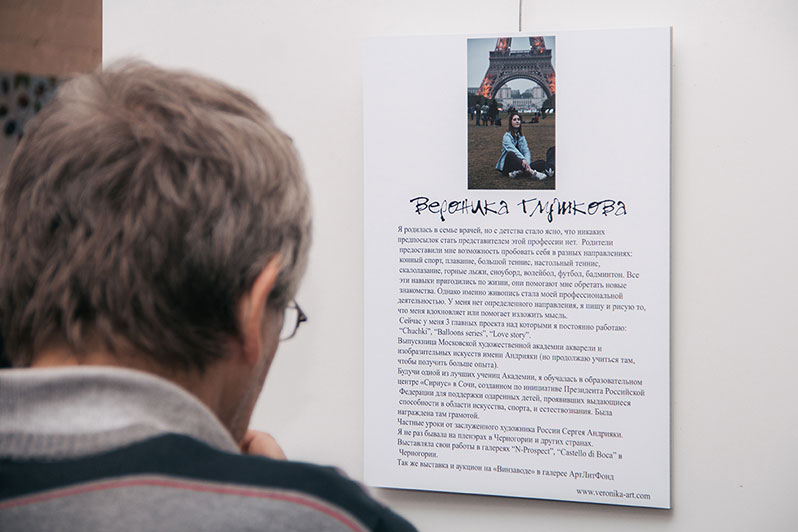 Вероника Глушкова
Я родилась в семье врачей, но с детства стало ясно, что никаких
предпосылок стать представителем этой профессии нет. Родители
предоставили мне возможность пробовать себя в разных направлениях:
конный спорт, плавание, большой теннис, настольный теннис,
скалолазание, горные лыжи, сноуборд, волейбол, футбол, бадминтон. Все
эти навыки пригодились по жизни, они помогают мне обретать новые
знакомства. Однако именно живопись стала моей профессиональной
деятельностью. У меня нет определенного направления, я пишу и рисую то,
что меня вдохновляет или помогает изложить мысль.
Сейчас у меня 3 главных проекта над которыми я постоянно работаю:
"Chuchki", "Balloons series", "Love story".
Выпускница Московской художественной академии акварели и
изобразительных искусств имени Андрияки (но продолжаю учиться там,
чтобы получить больше опыта).
Будучи одной из лучших учениц Академии, я обучалась в образовательном
центре «Сириус» в Сочи, созданном по инициативе Президента Российской
Федерации для поддержки одаренных детей, проявивших выдающиеся
способности в области искусства, спорта, и естествознания. Была
награждена там грамотой.
Частные уроки от заслуженного художника России Сергея Андрияки.
Я не раз бывала на пленэрах в Черногории и других странах.
Выставляла свои работы в галереях "N-Prospect", "Castello di Boca" в
Черногории.
Так же выставка и аукцион на «Винзаводе» в галерее АртЛитФонд
www.veronika-art.com